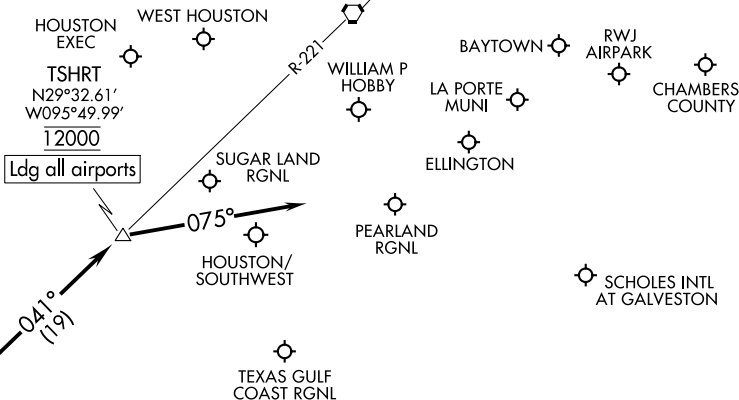 HOUSTON
EXEC
WEST HOUSTON
TSHRT
N29°32.61'
W095°49.99'
12000
Ldg all airports
R-221
WILLIAM P
HOBBY
BAYTOWN
RWJ
AIRPARK
LA PORTE
MUNI
CHAMBERS
COUNTY
ELLINGTON
SUGAR LAND
RGNL
075°
PEARLAND
RGNL
HOUSTON/
SOUTHWEST
SCHOLES INTL
AT GALVESTON
041°
(19)
TEXAS GULF
COAST RGNL